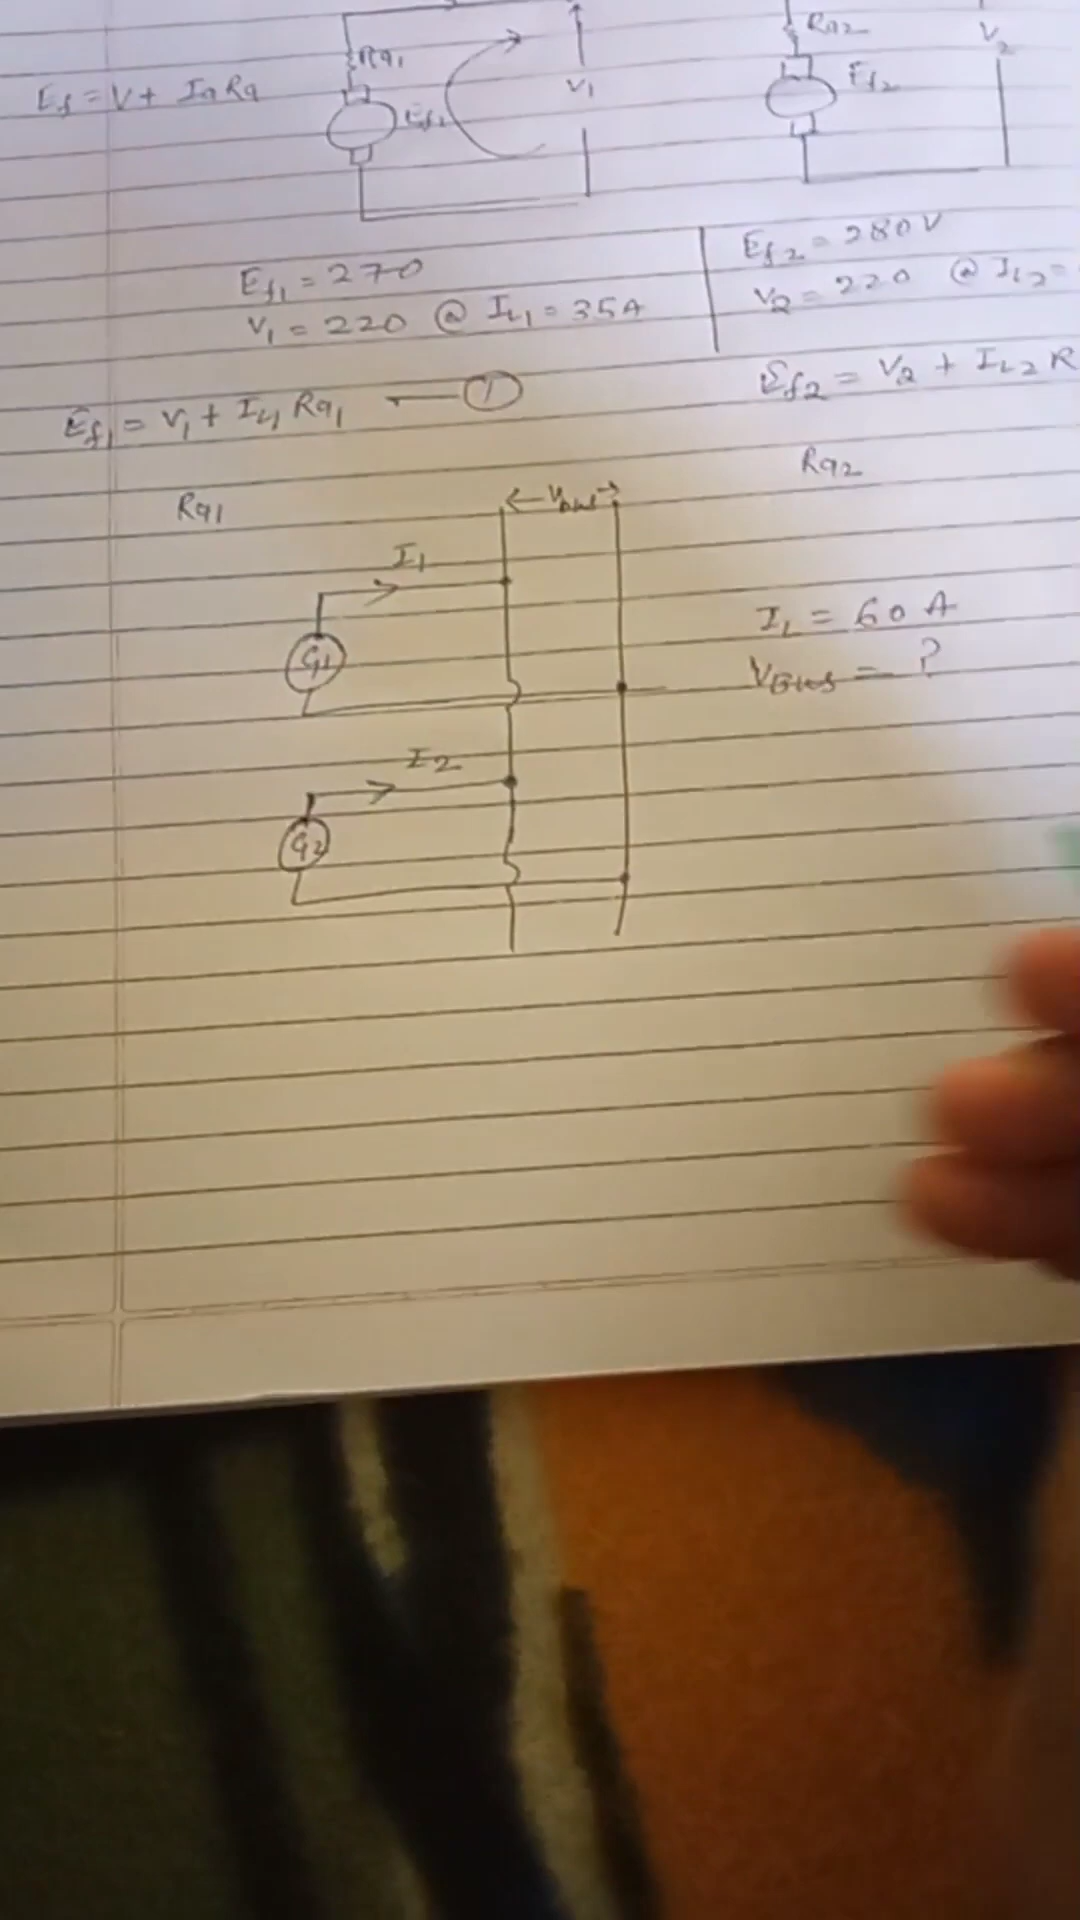 Ra1
Ra2
V2
Ef = V + Ia Ra
Ef1
V1
Ef2
Ef1 = 270
V1 = 220 @ IL1 = 35A
Ef2 = 280V
V2 = 220 @ IL2 =
Ef1 = V1 + IL1 Ra1 — 1
Ef2 = V2 + IL2 R
Ra1
Vbus
Ra2
I1
G1
IL = 60 A
VBus = ?
I2
G2